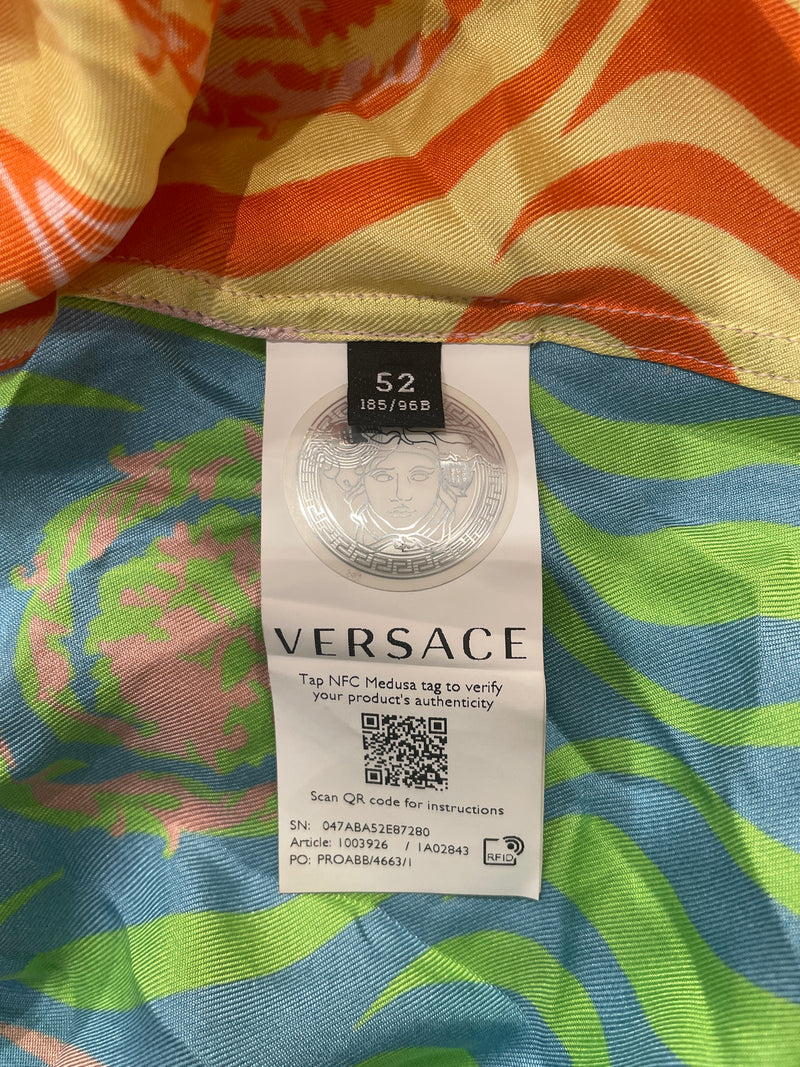 52
185/96B
VERSACE
Tap NFC Medusa tag to verify
your product's authenticity
Scan QR code for instructions
SN: 047ABA52E87280
Article: 1003926 / 1A02843
PO: PROABB/4663/1
RFID